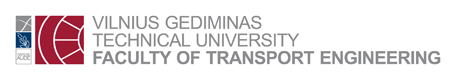 VILNIUS GEDIMINAS
TECHNICAL UNIVERSITY
FACULTY OF TRANSPORT ENGINEERING